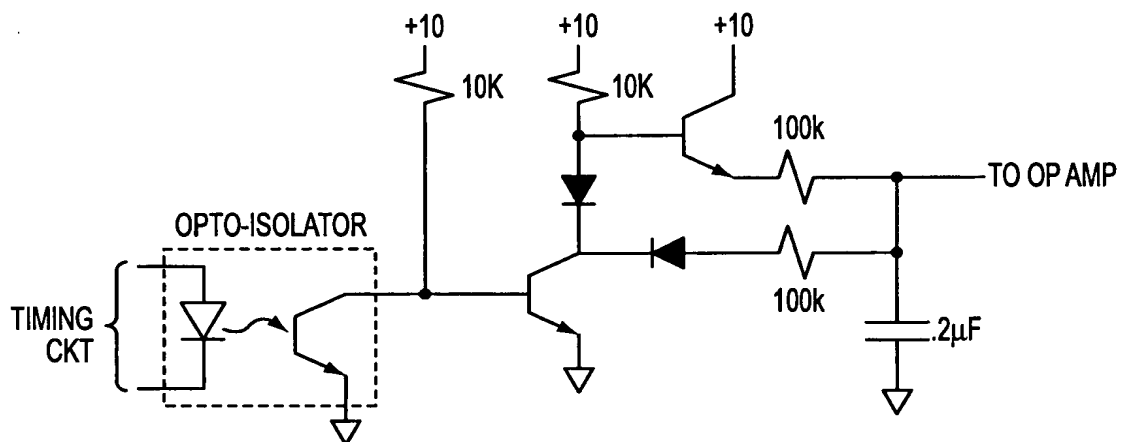 +10
+10
+10
10K
10K
100k
TO OP AMP
OPTO-ISOLATOR
100k
TIMING
CKT
.2µF